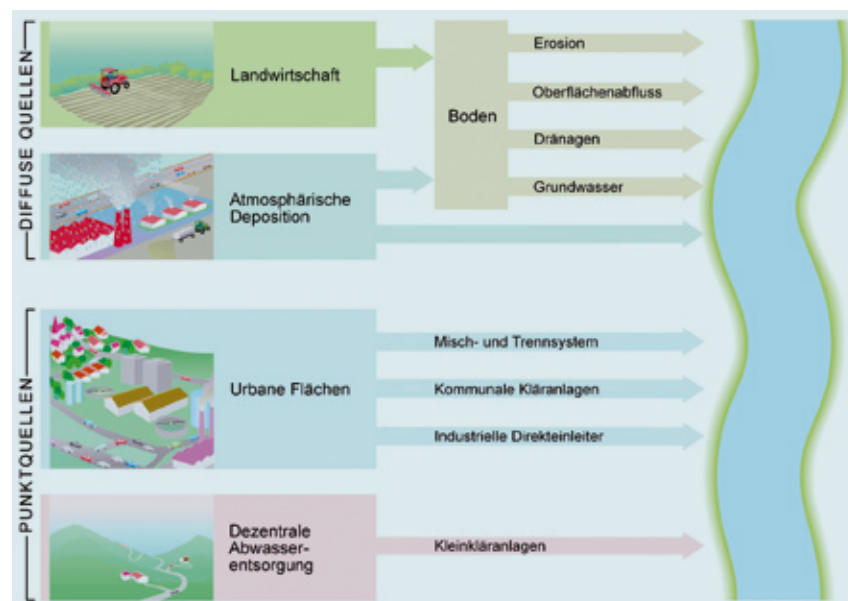 DIFFUSE QUELLEN
Landwirtschaft
Atmosphärische
Deposition
Boden
Erosion
Oberflächenabfluss
Dränagen
Grundwasser
PUNKTQUELLEN
Urbane Flächen
Misch- und Trennsystem
Kommunale Kläranlagen
Industrielle Direkteinleiter
Dezentrale
Abwasser-
entsorgung
Kleinkläranlagen